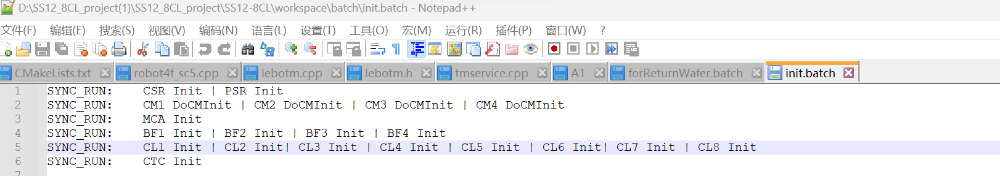 D:\SS12_8CL_project(1)\SS12_8CL_project\SS12-8CL\workspace\batch\init.batch - Notepad++
文件(F) 编辑(E) 搜索(S) 视图(V) 编码(N) 语言(L) 设置(T) 工具(O) 宏(M) 运行(R) 插件(P) 窗口(W) ?
CMakeLists.txt robot4f_sc5.cpp lebotm.cpp lebotm.h tmservice.cpp A1 forReturnWafer.batch init.batch
1 SYNC_RUN: CSR Init | PSR Init
2 SYNC_RUN: CM1 DoCMInit | CM2 DoCMInit | CM3 DoCMInit | CM4 DoCMInit
3 SYNC_RUN: MCA Init
4 SYNC_RUN: BF1 Init | BF2 Init | BF3 Init | BF4 Init
5 SYNC_RUN: CL1 Init | CL2 Init| CL3 Init | CL4 Init | CL5 Init | CL6 Init| CL7 Init | CL8 Init
6 SYNC_RUN: CTC Init
7